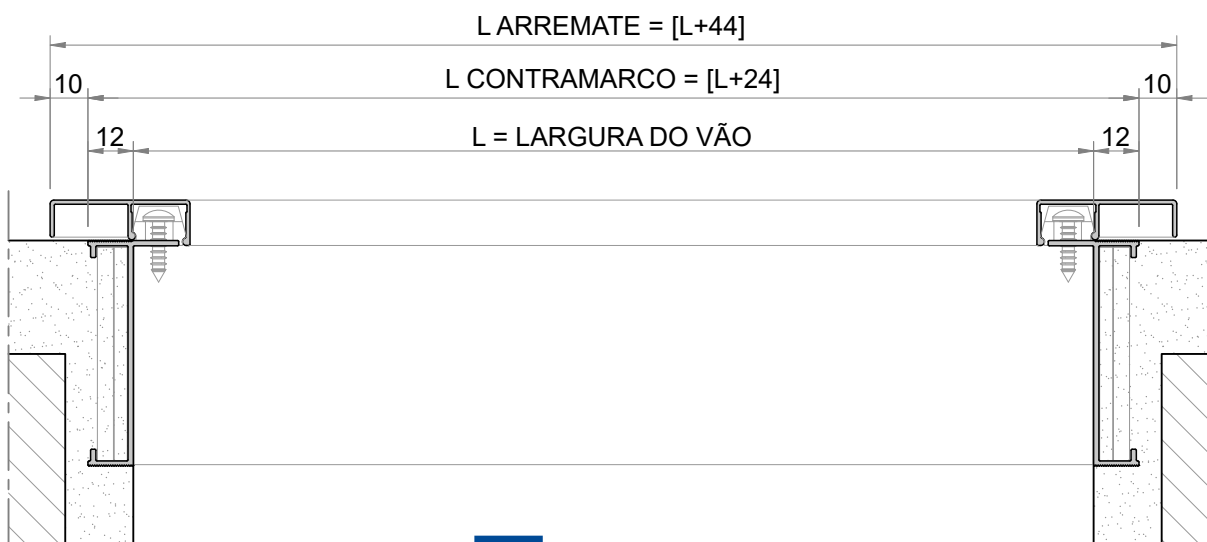 L ARREMATE = [L+44]
10 L CONTRAMARCO = [L+24] 10
12 L = LARGURA DO VÃO 12